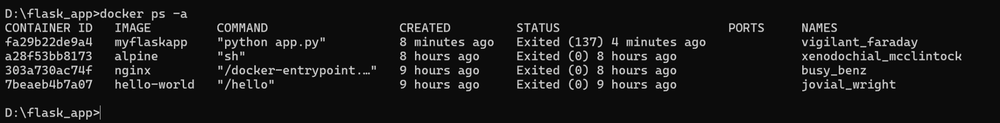 D:\flask_app>docker ps -a
CONTAINER ID   IMAGE         COMMAND                  CREATED         STATUS                       PORTS     NAMES
fa29b22de9a4   myflaskapp    "python app.py"          8 minutes ago   Exited (137) 4 minutes ago             vigilant_faraday
a28f53bb8173   alpine        "sh"                     8 hours ago     Exited (0) 8 hours ago                 xenodochial_mcclintock
303a730ac74f   nginx         "/docker-entrypoint.…"   9 hours ago     Exited (0) 8 hours ago                 busy_benz
7beaeb4b7a07   hello-world   "/hello"                 9 hours ago     Exited (0) 9 hours ago                 jovial_wright
D:\flask_app>